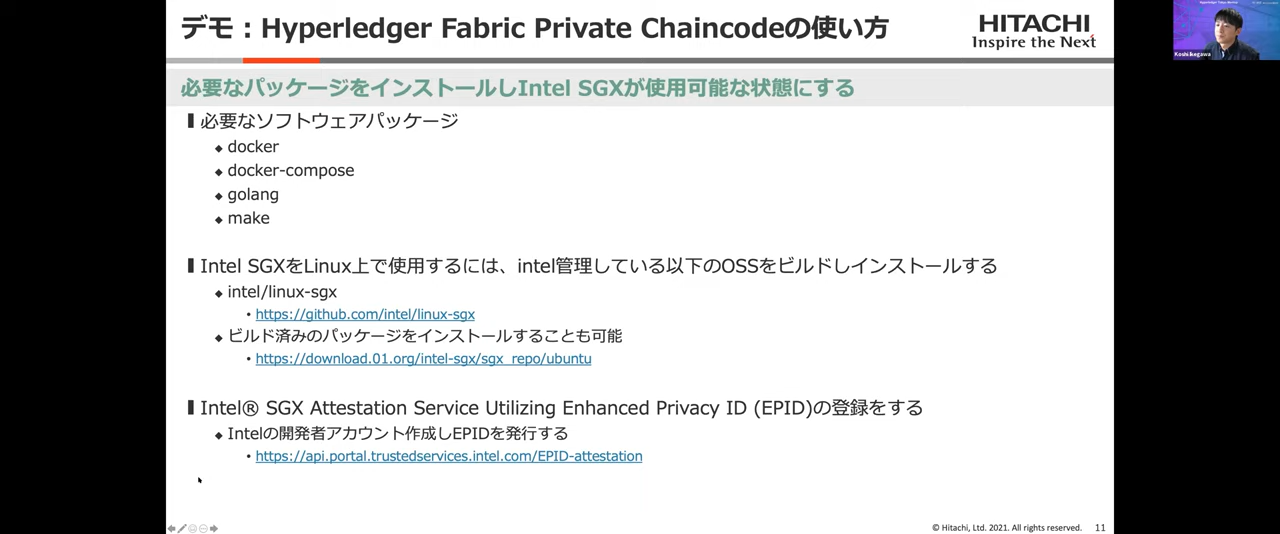 デモ：Hyperledger Fabric Private Chaincodeの使い方
HITACHI
Inspire the Next
必要なパッケージをインストールしIntel SGXが使用可能な状態にする
必要なソフトウェアパッケージ
docker
docker-compose
golang
make
Intel SGXをLinux上で使用するには、intel管理している以下のOSSをビルドしインストールする
intel/linux-sgx
https://github.com/intel/linux-sgx
ビルド済みのパッケージをインストールすることも可能
https://download.01.org/intel-sgx/sgx_repo/ubuntu
Intel® SGX Attestation Service Utilizing Enhanced Privacy ID (EPID)の登録をする
Intelの開発者アカウント作成しEPIDを発行する
https://api.portal.trustedservices.intel.com/EPID-attestation
© Hitachi, Ltd. 2021. All rights reserved.
11
Koshi Ikegawa